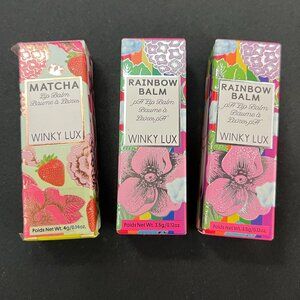 MATCHA
Lip Balm
Baume à
Lèvres
WINKY LUX
Poids Net Wt. 4g/0.14oz.
RAINBOW
BALM
pH Lip Balm
Baume à
Lèvres pH
WINKY LUX
Poids Net Wt. 3.5g/0.12oz.
RAINBOW
BALM
pH Lip Balm
Baume à
Lèvres pH
WINKY LUX
Poids Net Wt. 3.5g/0.12oz.